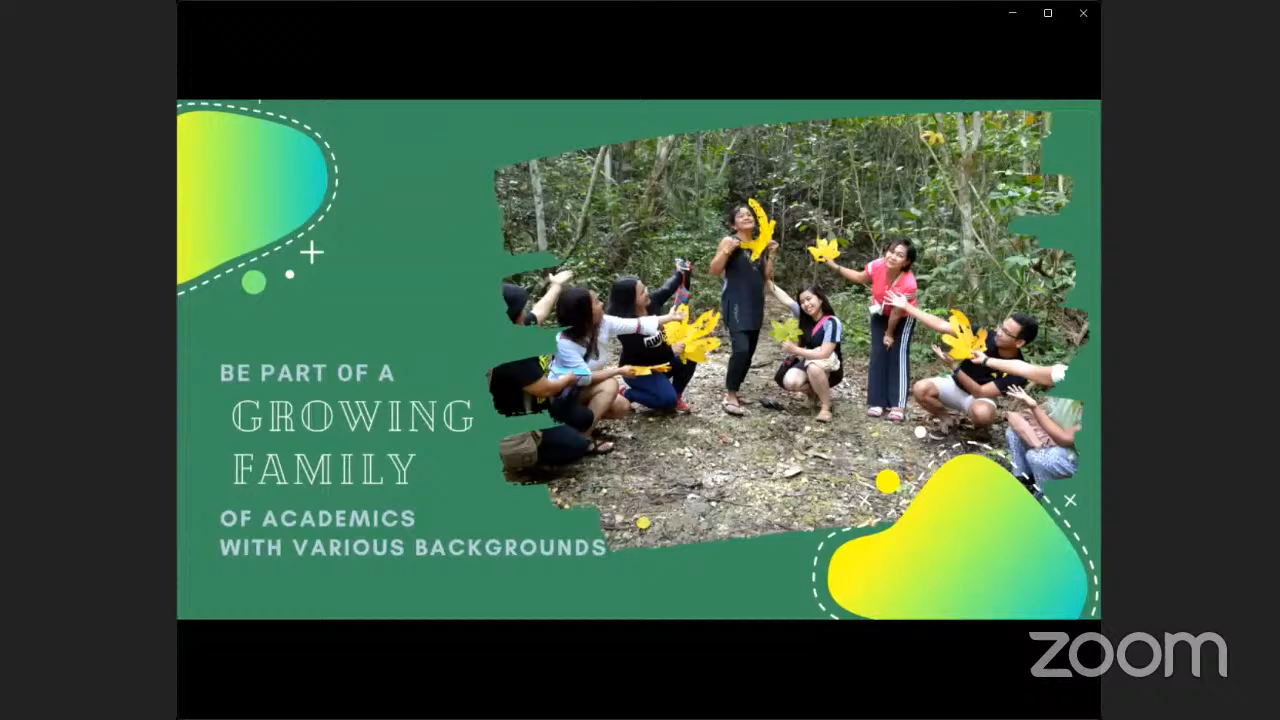 BE PART OF A
GROWING
FAMILY
OF ACADEMICS
WITH VARIOUS BACKGROUNDS
zoom